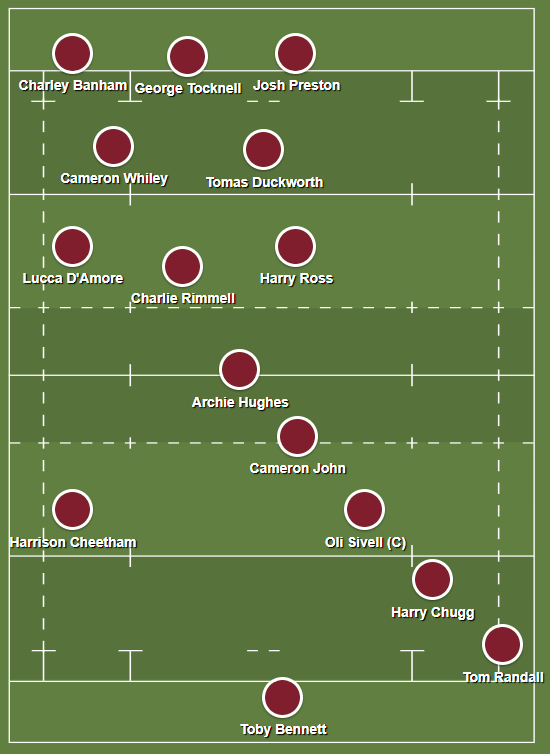 Charley Banham
George Tocknell
Josh Preston
Cameron Whiley
Tomas Duckworth
Lucca D'Amore
Charlie Rimmell
Harry Ross
Archie Hughes
Cameron John
Harrison Cheetham
Oli Sivell (C)
Harry Chugg
Tom Randall
Toby Bennett